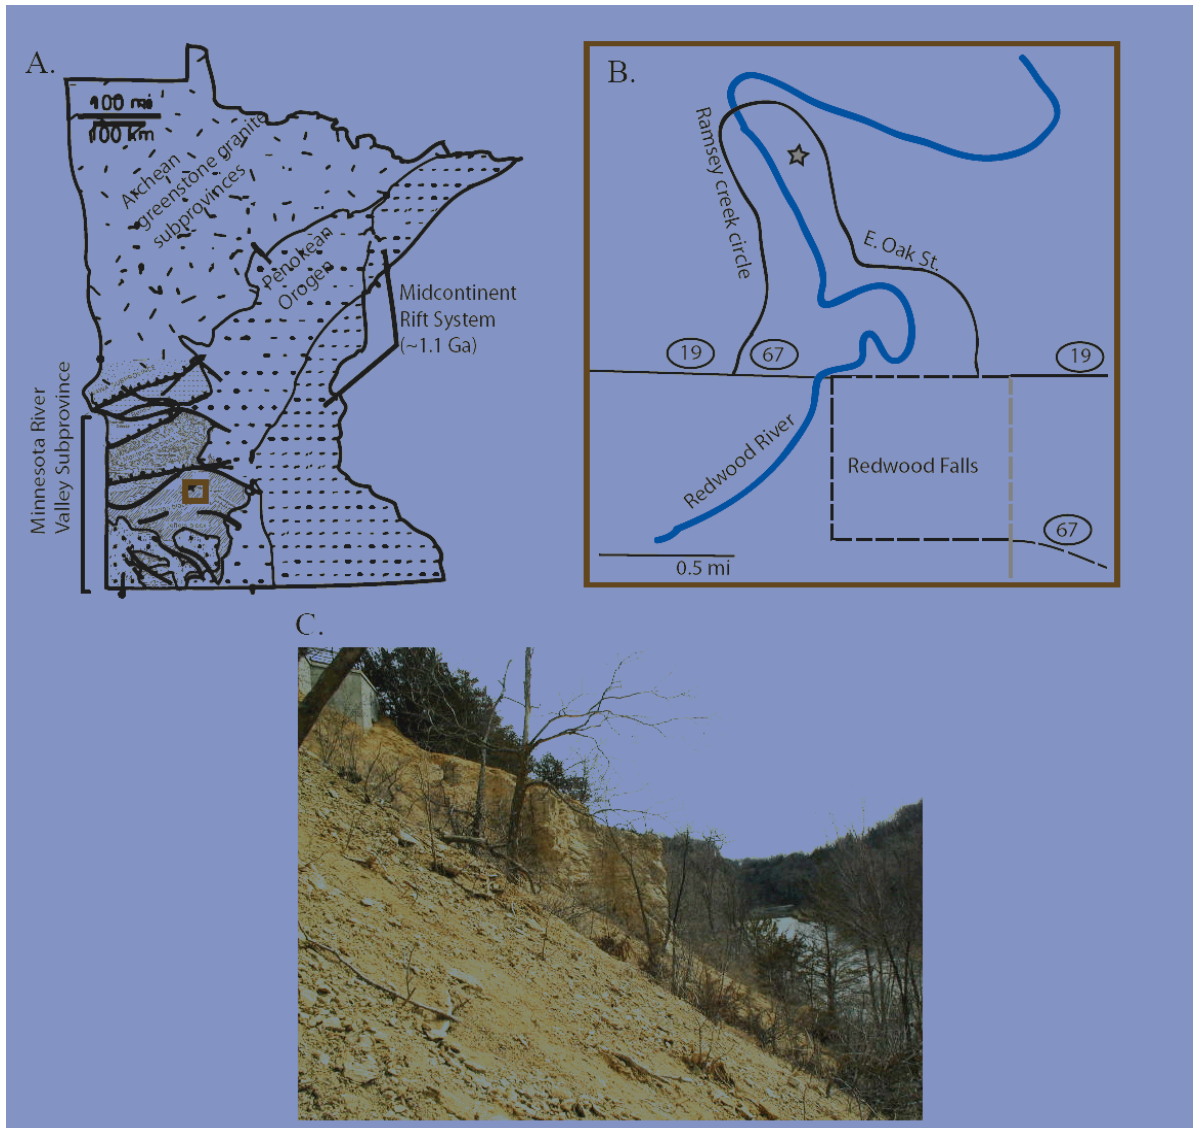 A.
100 mi
100 km
Archean
greenstone granite
subprovinces
Penokean
Orogen
Midcontinent
Rift System
(~1.1 Ga)
Minnesota River
Valley Subprovince
B.
Ramsey creek circle
E. Oak St.
19
67
19
Redwood River
Redwood Falls
67
0.5 mi
C.